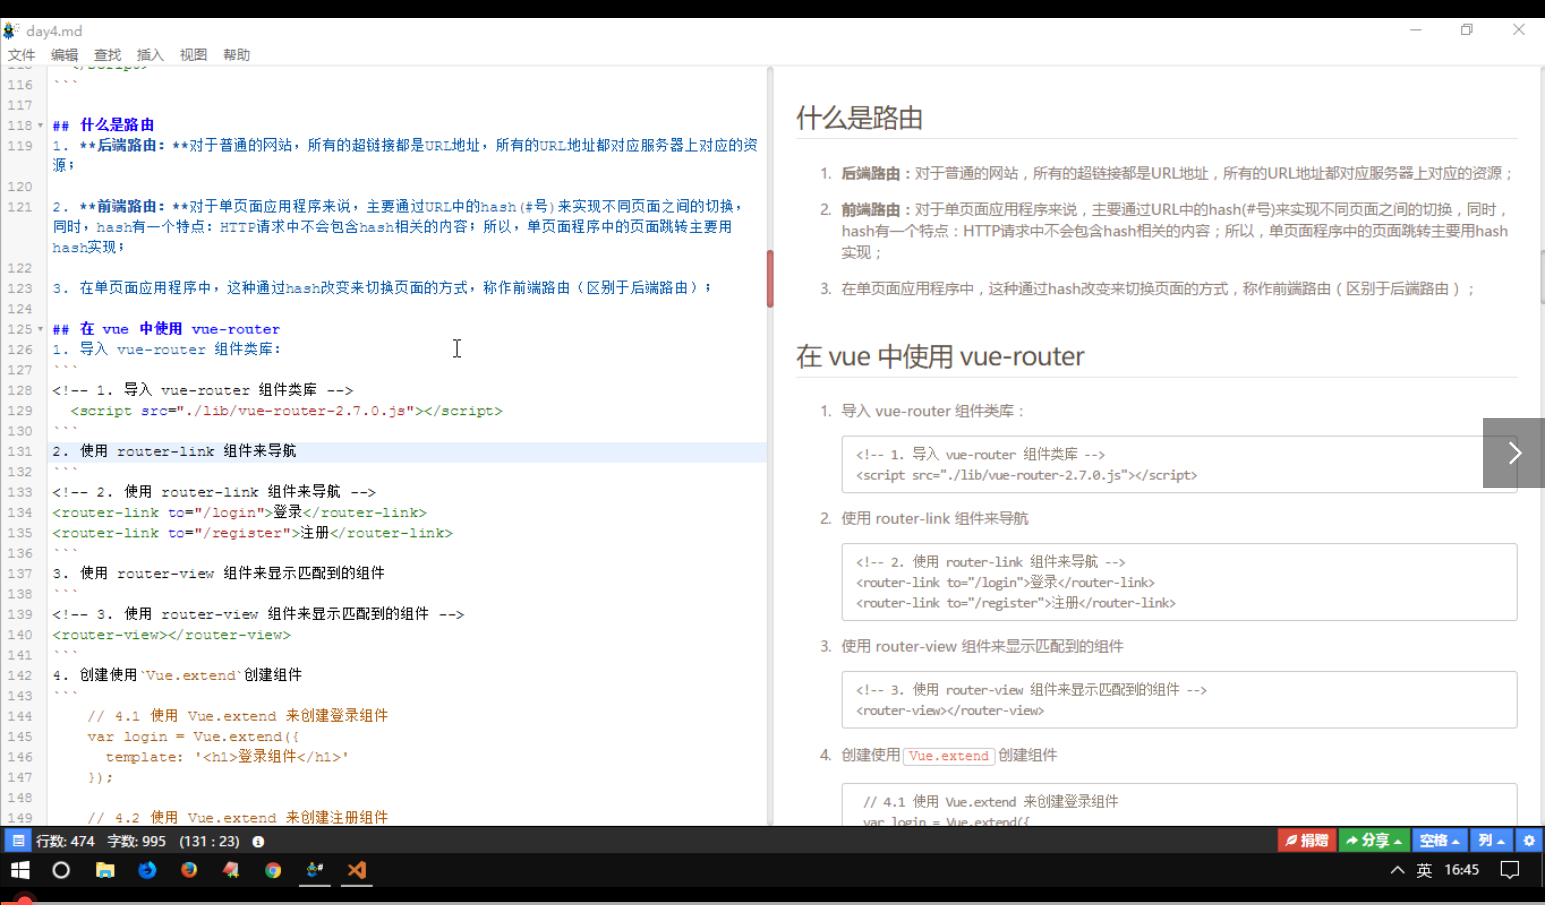 day4.md
文件 编辑 查找 插入 视图 帮助
116 ```
117
118 ## 什么是路由
119 1. **后端路由：**对于普通的网站，所有的超链接都是URL地址，所有的URL地址都对应服务器上对应的资
源；
120
121 2. **前端路由：**对于单页面应用程序来说，主要通过URL中的hash(#号)来实现不同页面之间的切换，
同时，hash有一个特点：HTTP请求中不会包含hash相关的内容；所以，单页面程序中的页面跳转主要用
hash实现；
122
123 3. 在单页面应用程序中，这种通过hash改变来切换页面的方式，称作前端路由（区别于后端路由）；
124
125 ## 在 vue 中使用 vue-router
126 1. 导入 vue-router 组件类库：
127 ```
128 <!-- 1. 导入 vue-router 组件类库 -->
129 <script src="./lib/vue-router-2.7.0.js"></script>
130 ```
131 2. 使用 router-link 组件来导航
132 ```
133 <!-- 2. 使用 router-link 组件来导航 -->
134 <router-link to="/login">登录</router-link>
135 <router-link to="/register">注册</router-link>
136 ```
137 3. 使用 router-view 组件来显示匹配到的组件
138 ```
139 <!-- 3. 使用 router-view 组件来显示匹配到的组件 -->
140 <router-view></router-view>
141 ```
142 4. 创建使用`Vue.extend`创建组件
143 ```
144 // 4.1 使用 Vue.extend 来创建登录组件
145 var login = Vue.extend({
146 template: '<h1>登录组件</h1>'
147 });
148
149 // 4.2 使用 Vue.extend 来创建注册组件
什么是路由
1. 后端路由：对于普通的网站，所有的超链接都是URL地址，所有的URL地址都对应服务器上对应的资源；
2. 前端路由：对于单页面应用程序来说，主要通过URL中的hash(#号)来实现不同页面之间的切换，同时，
hash有一个特点：HTTP请求中不会包含hash相关的内容；所以，单页面程序中的页面跳转主要用hash
实现；
3. 在单页面应用程序中，这种通过hash改变来切换页面的方式，称作前端路由（区别于后端路由）；
在 vue 中使用 vue-router
1. 导入 vue-router 组件类库：
<!-- 1. 导入 vue-router 组件类库 -->
<script src="./lib/vue-router-2.7.0.js"></script>
2. 使用 router-link 组件来导航
<!-- 2. 使用 router-link 组件来导航 -->
<router-link to="/login">登录</router-link>
<router-link to="/register">注册</router-link>
3. 使用 router-view 组件来显示匹配到的组件
<!-- 3. 使用 router-view 组件来显示匹配到的组件 -->
<router-view></router-view>
4. 创建使用 Vue.extend 创建组件
// 4.1 使用 Vue.extend 来创建登录组件
var login = Vue.extend({
行数: 474 字数: 995 (131 : 23) 捐赠 分享 空格 列
英 16:45